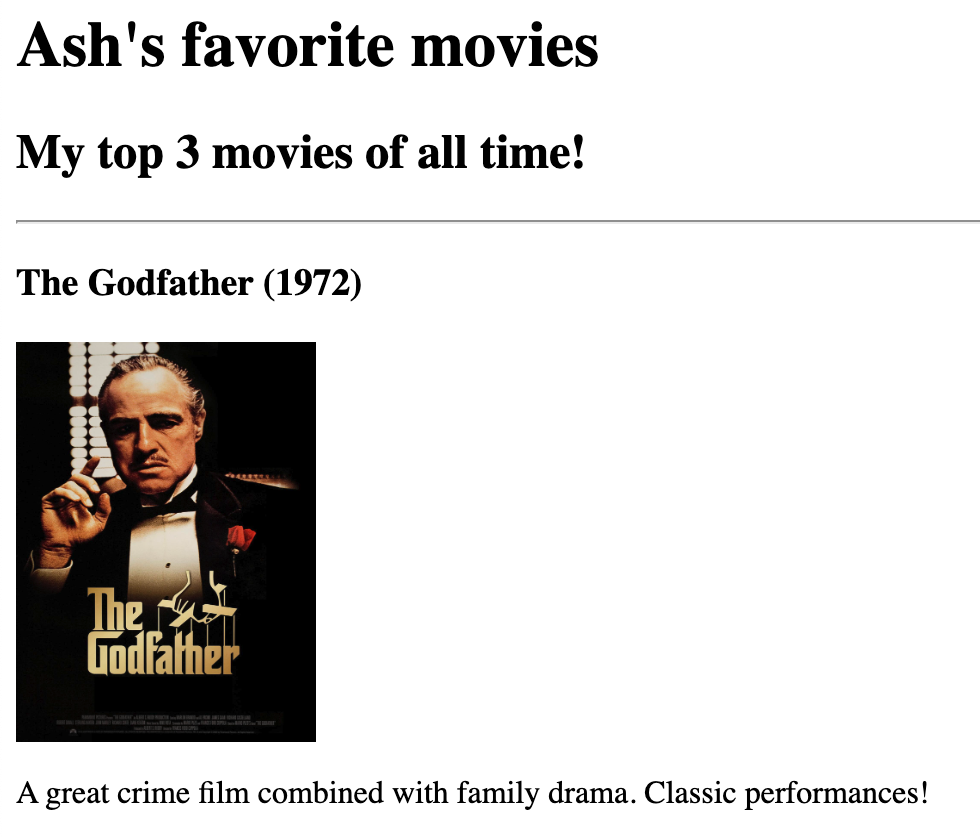 Ash's favorite movies
My top 3 movies of all time!
The Godfather (1972)
The
Godfather
A great crime film combined with family drama. Classic performances!